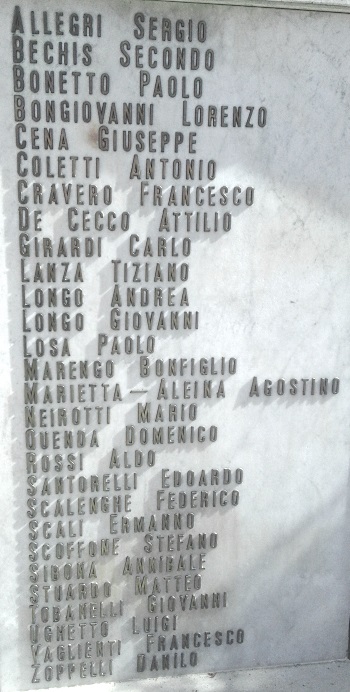 ALLEGRI SERGIO
BECHIS SECONDO
BONETTO PAOLO
BONGIOVANNI LORENZO
CENA GIUSEPPE
COLETTI ANTONIO
CRAVERO FRANCESCO
DE CECCO ATTILIO
GIRARDI CARLO
LANZA TIZIANO
LONGO ANDREA
LONGO GIOVANNI
LOSA PAOLO
MARENGO BONFIGLIO
MARIETTA—ALEINA AGOSTINO
NEIROTTI MARIO
QUENDA DOMENICO
ROSSI ALDO
SANTORELLI EDOARDO
SCALENGHE FEDERICO
SCALI ERMANNO
SCOFFONE STEFANO
SIBONA ANNIBALE
STUARDO MATTEO
TOBANELLI GIOVANNI
UGHETTO LUIGI
VAGLIENTI FRANCESCO
ZOPPELLI DANILO